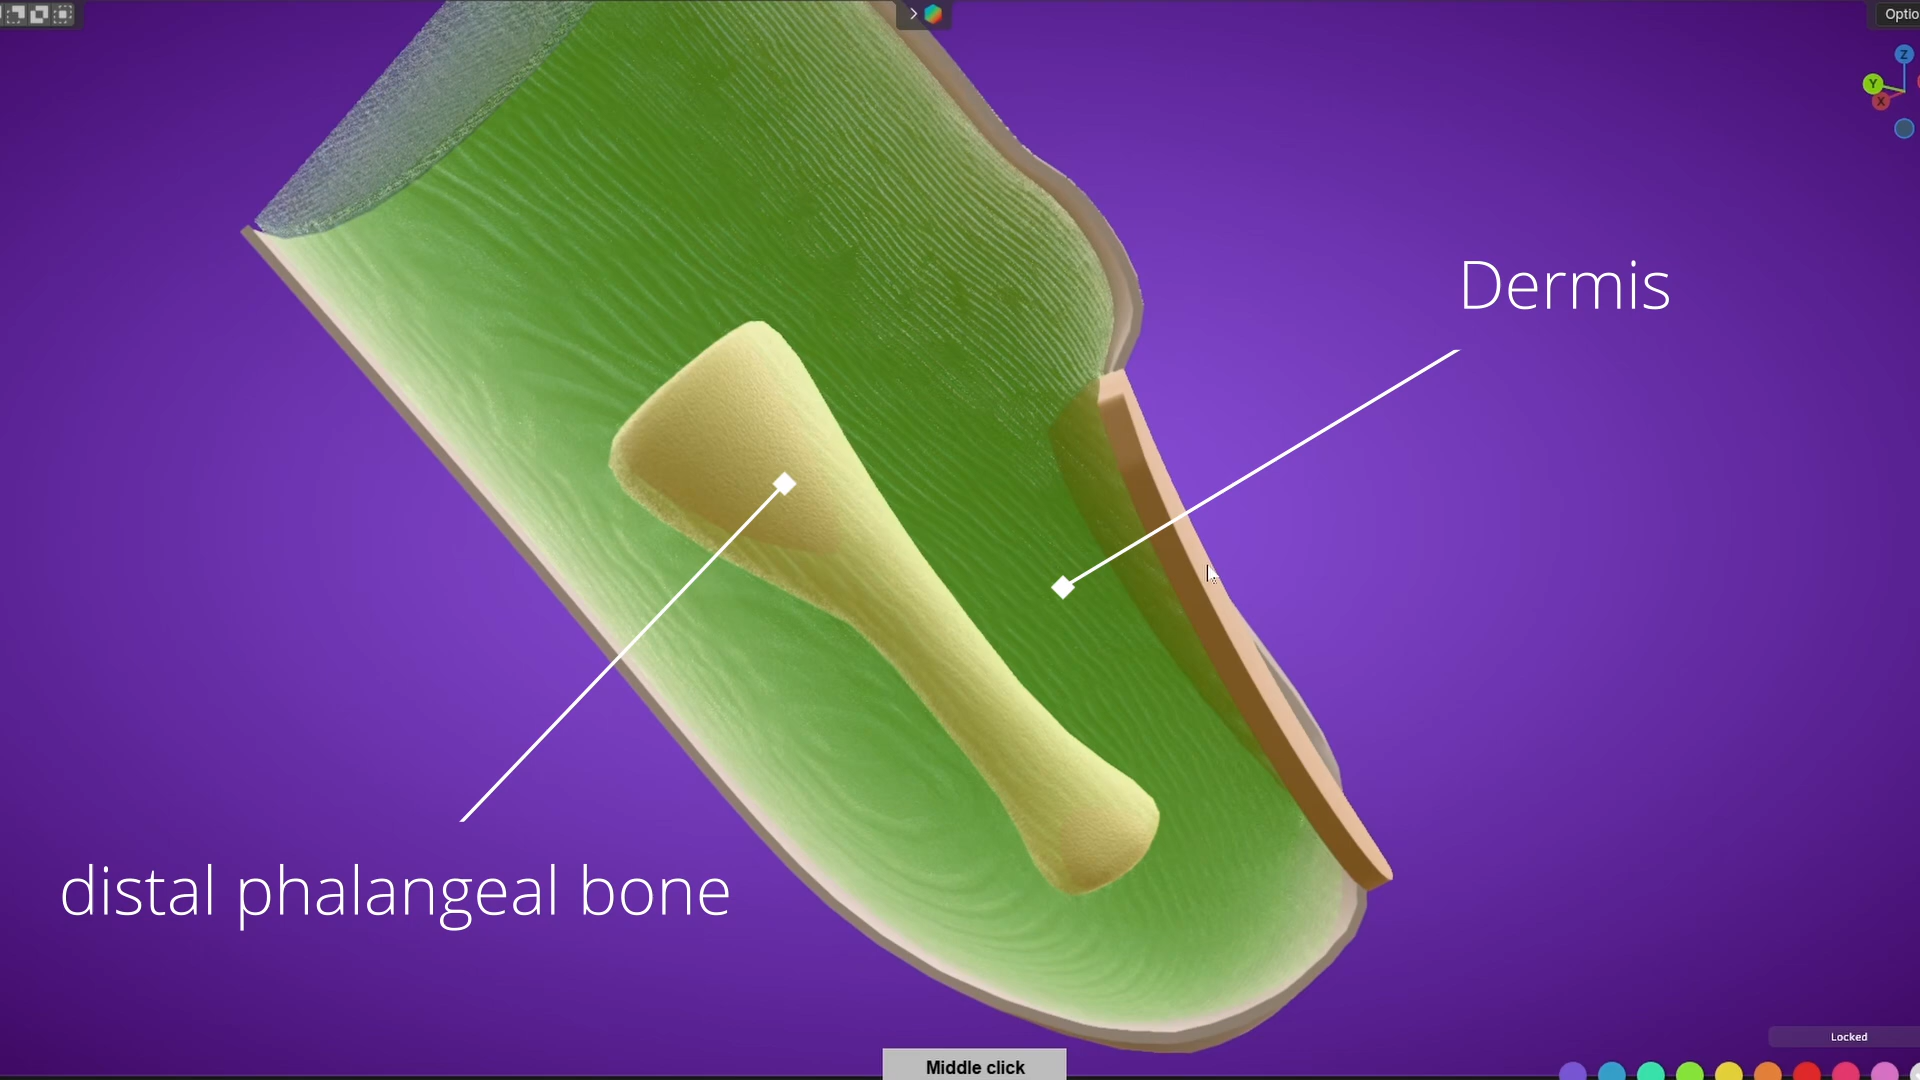 Optio
Z
Y
X
Dermis
distal phalangeal bone
Locked
Middle click